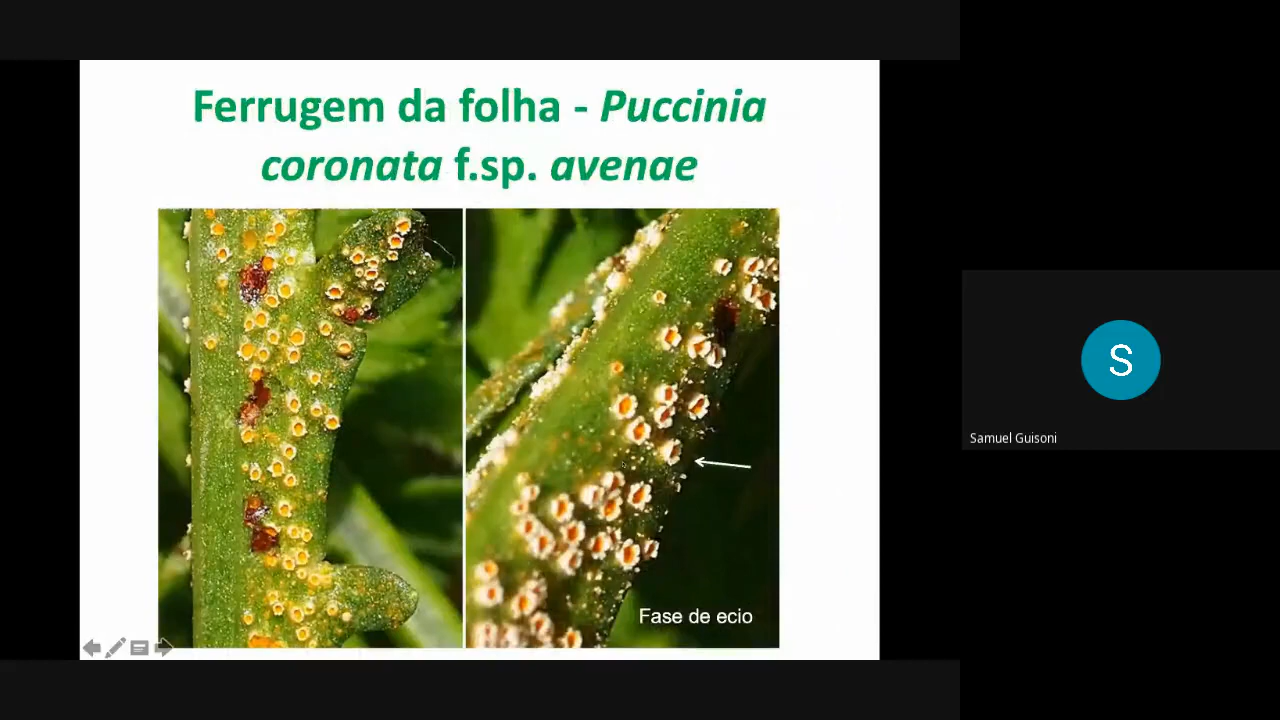 Ferrugem da folha - Puccinia
coronata f.sp. avenae
Fase de ecio
S
Samuel Guisoni